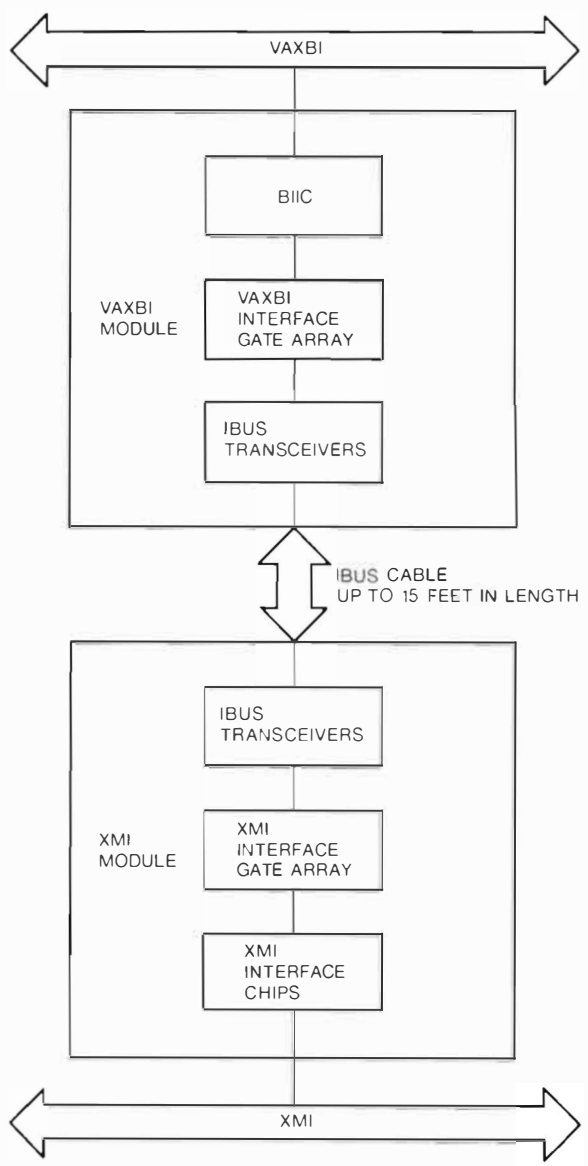 VAXBI
BIIC
VAXBI
MODULE
VAXBI
INTERFACE
GATE ARRAY
IBUS
TRANSCEIVERS
IBUS CABLE
UP TO 15 FEET IN LENGTH
IBUS
TRANSCEIVERS
XMI
MODULE
XMI
INTERFACE
GATE ARRAY
XMI
INTERFACE
CHIPS
XMI